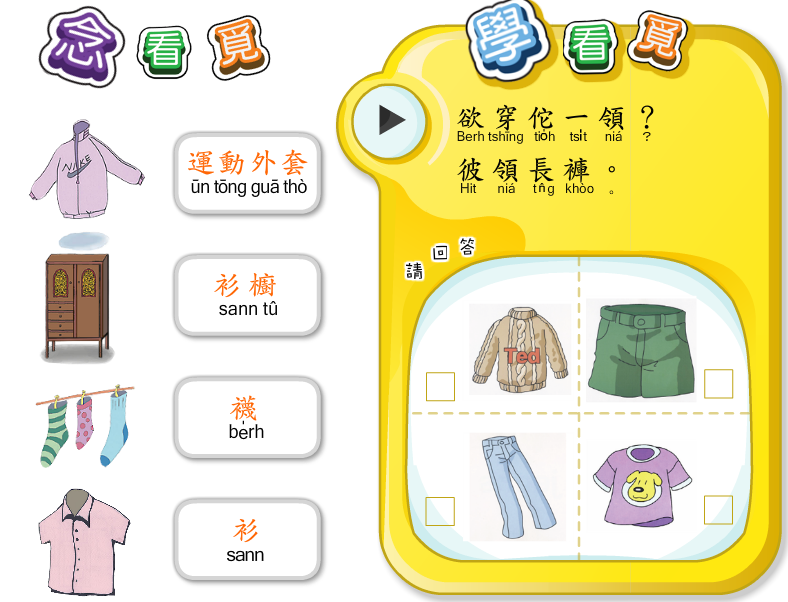 念看覓
運動外套
ūn tōng guā thò
衫櫥
sann tû
襪
be̍rh
衫
sann
NIKE
學看覓
欲穿佗一領？
Berh tshīng tio̍h tsi̍t niá ?
彼領長褲。
Hit niá tn̂g khòo 。
請回答
Ted